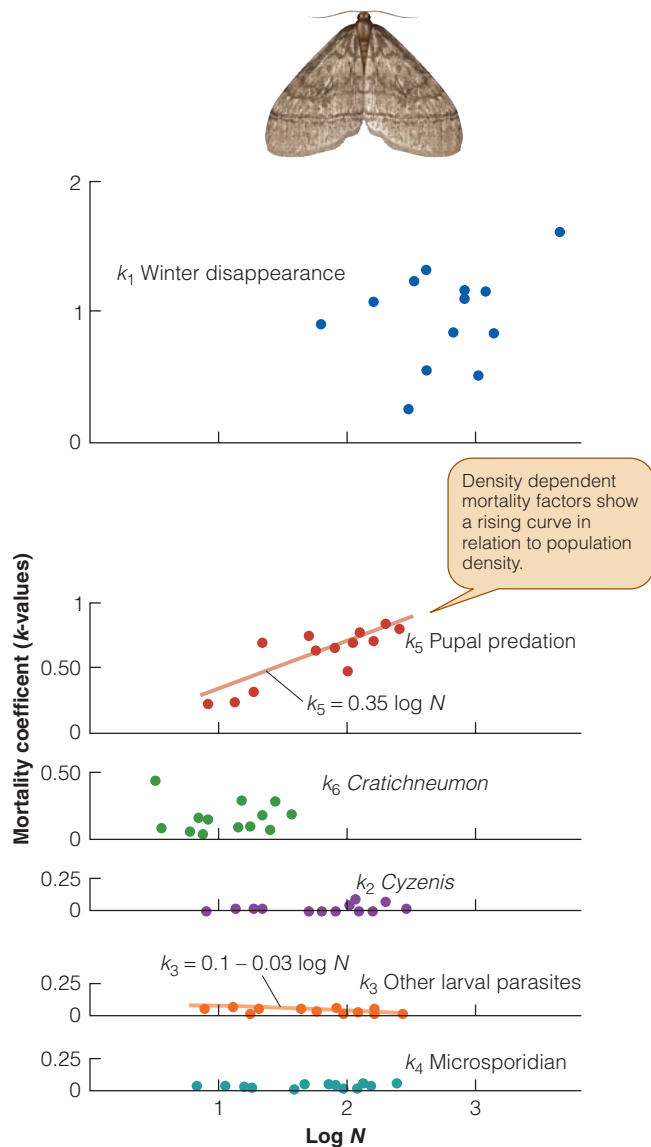 2
k1 Winter disappearance
1
0
Density dependent
mortality factors show
a rising curve in
relation to population
density.
Mortality coefficent (k-values)
1
k5 Pupal predation
0.50
k5 = 0.35 log N
0
0.50
k6 Cratichneumon
0
0.25
k2 Cyzenis
0
k3 = 0.1 – 0.03 log N
0.25
k3 Other larval parasites
0
k4 Microsporidian
0.25
0
1 2 3
Log N